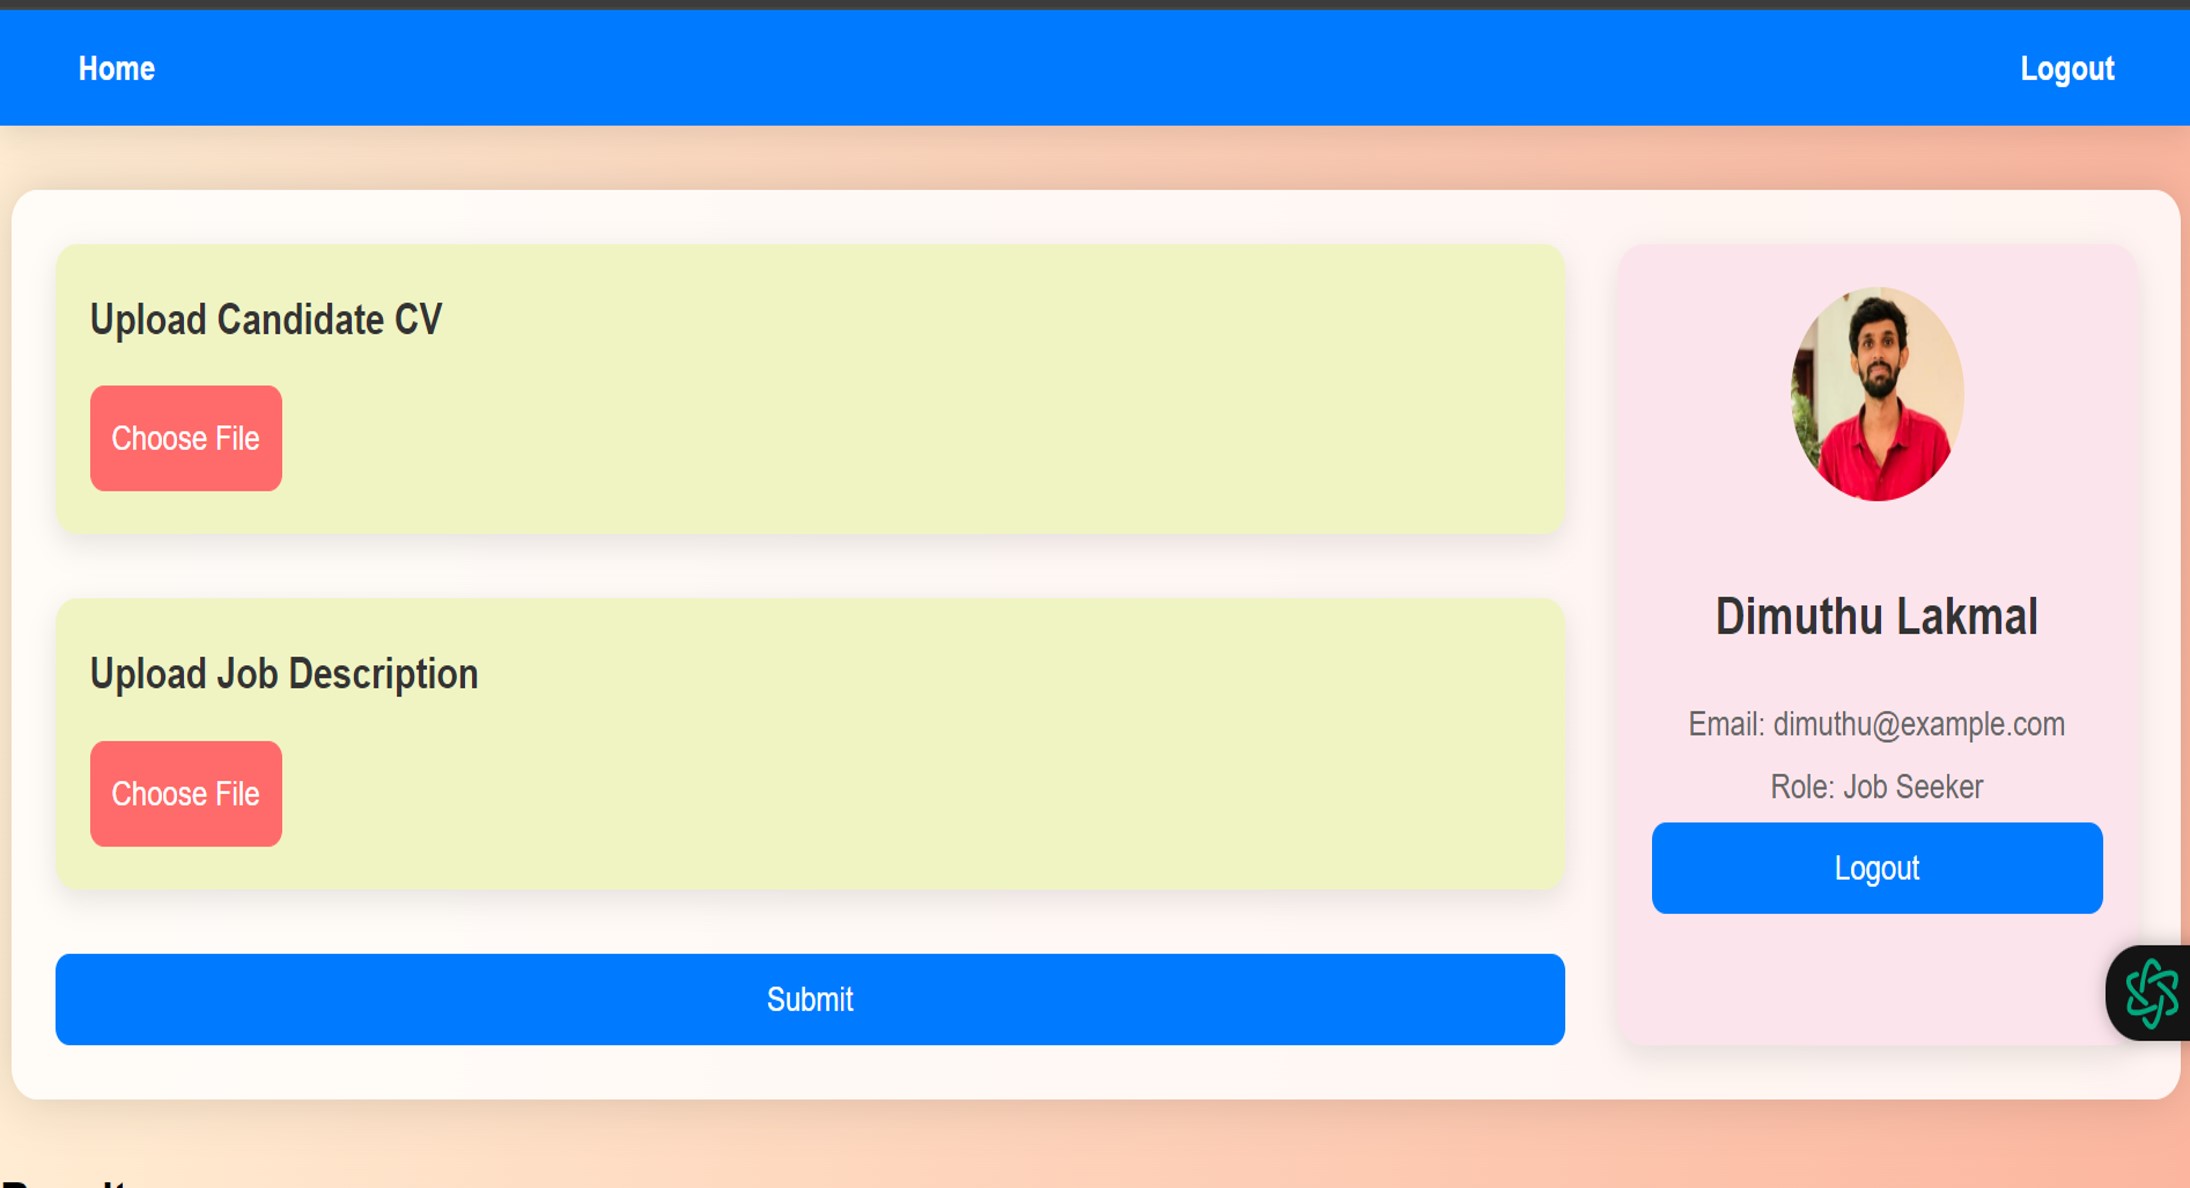 Home
Logout
Upload Candidate CV
Choose File
Upload Job Description
Choose File
Submit
Dimuthu Lakmal
Email: dimuthu@example.com
Role: Job Seeker
Logout